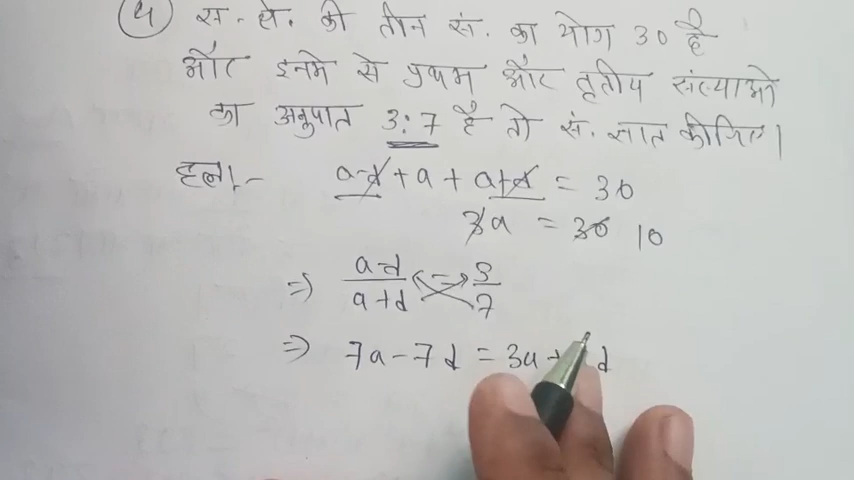 (4) स. श्रे. की तीन सं. का योग 30 है
और इनमे से प्रथम और तृतीय संख्याओ
का अनुपात 3:7 है तो सं. ज्ञात कीजिए।
हल:- a-d + a + a+d = 30
3a = 30 10
⇒ a-d/a+d = 3/7
⇒ 7a - 7d = 3a + d